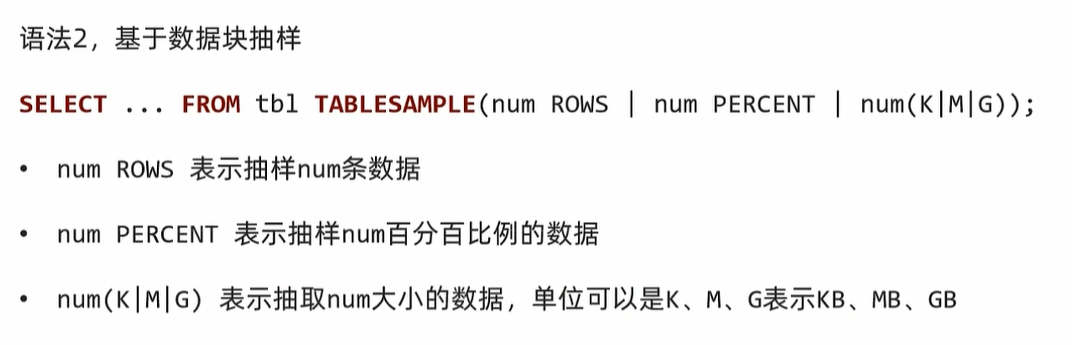 语法2，基于数据块抽样
SELECT ... FROM tbl TABLESAMPLE(num ROWS | num PERCENT | num(K|M|G));
• num ROWS 表示抽样num条数据
• num PERCENT 表示抽样num百分百比例的数据
• num(K|M|G) 表示抽取num大小的数据，单位可以是K、M、G表示KB、MB、GB